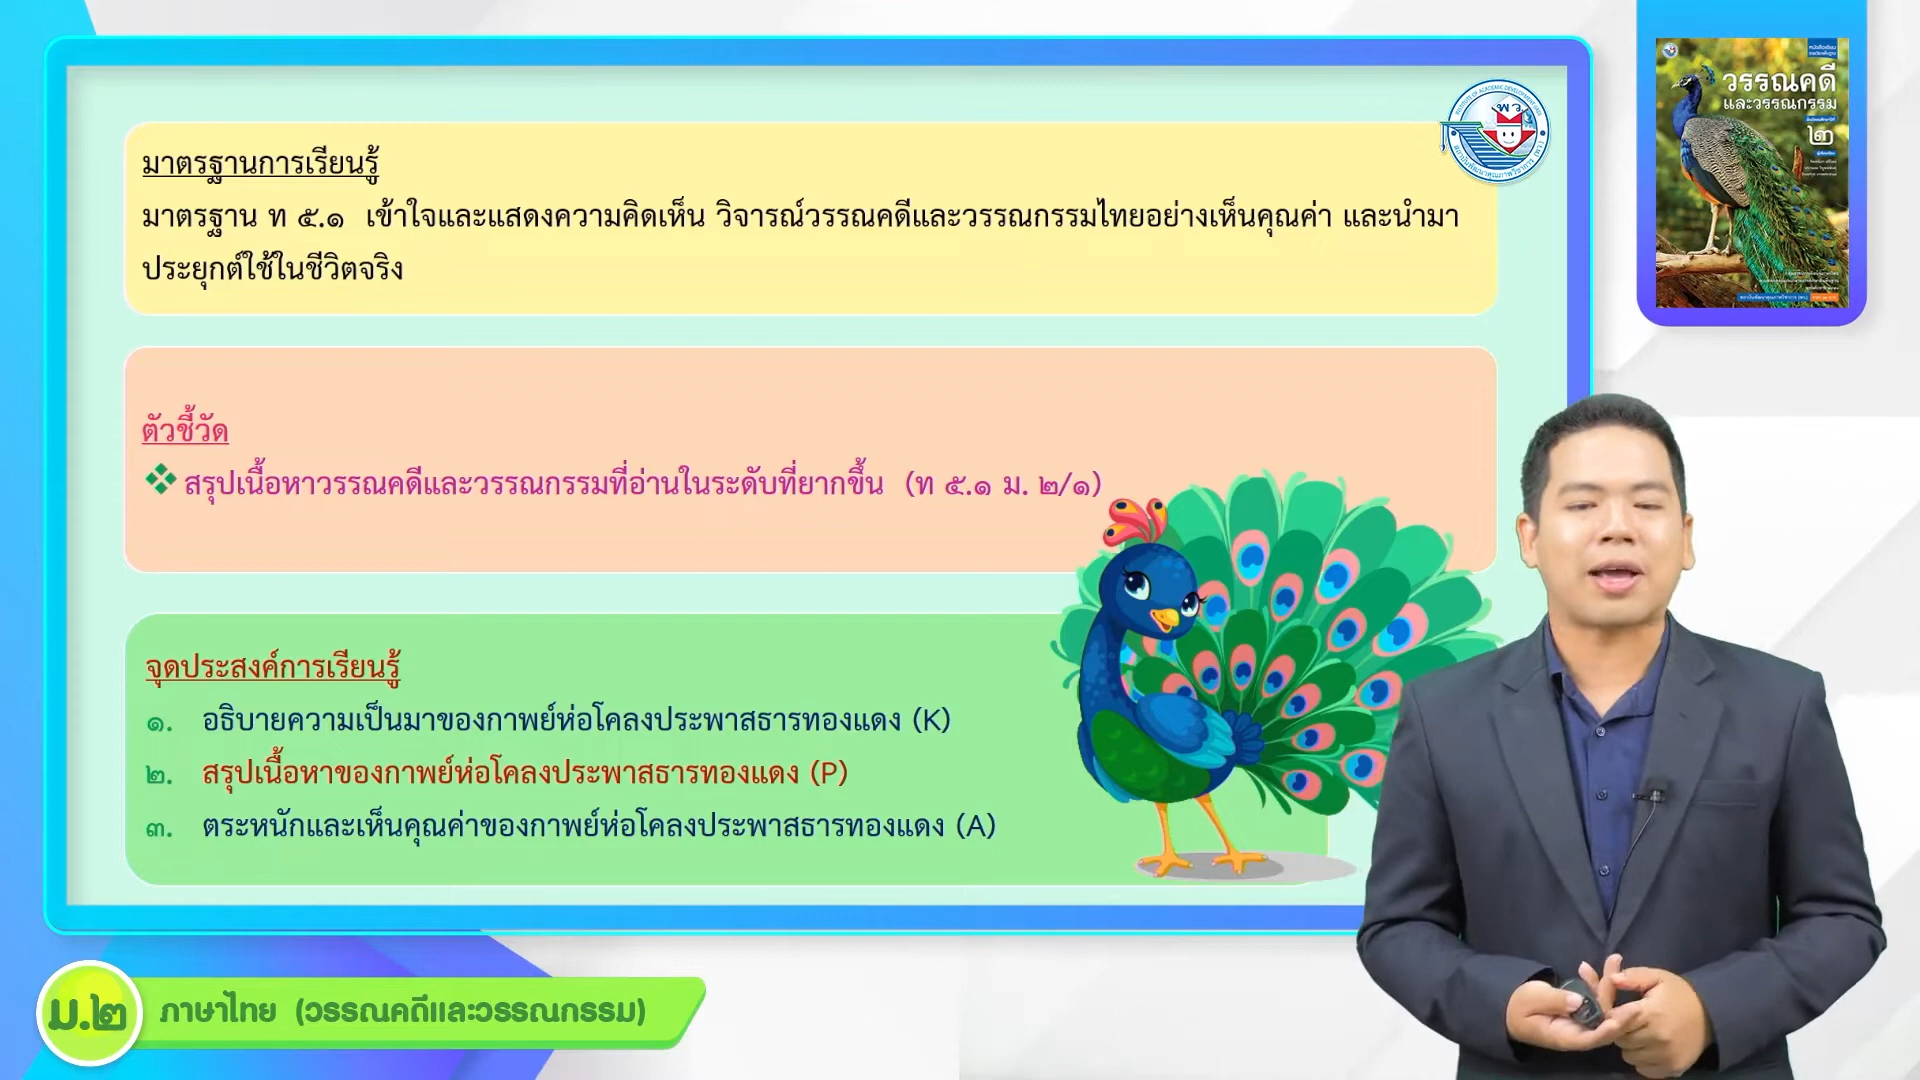 มาตรฐานการเรียนรู้
มาตรฐาน ท ๕.๑ เข้าใจและแสดงความคิดเห็น วิจารณ์วรรณคดีและวรรณกรรมไทยอย่างเห็นคุณค่า และนำมา
ประยุกต์ใช้ในชีวิตจริง
ตัวชี้วัด
สรุปเนื้อหาวรรณคดีและวรรณกรรมที่อ่านในระดับที่ยากขึ้น (ท ๕.๑ ม. ๒/๑)
จุดประสงค์การเรียนรู้
๑. อธิบายความเป็นมาของกาพย์ห่อโคลงประพาสธารทองแดง (K)
๒. สรุปเนื้อหาของกาพย์ห่อโคลงประพาสธารทองแดง (P)
๓. ตระหนักและเห็นคุณค่าของกาพย์ห่อโคลงประพาสธารทองแดง (A)
พว.
วรรณคดี
และวรรณกรรม
๒
ม.๒ ภาษาไทย (วรรณคดีและวรรณกรรม)